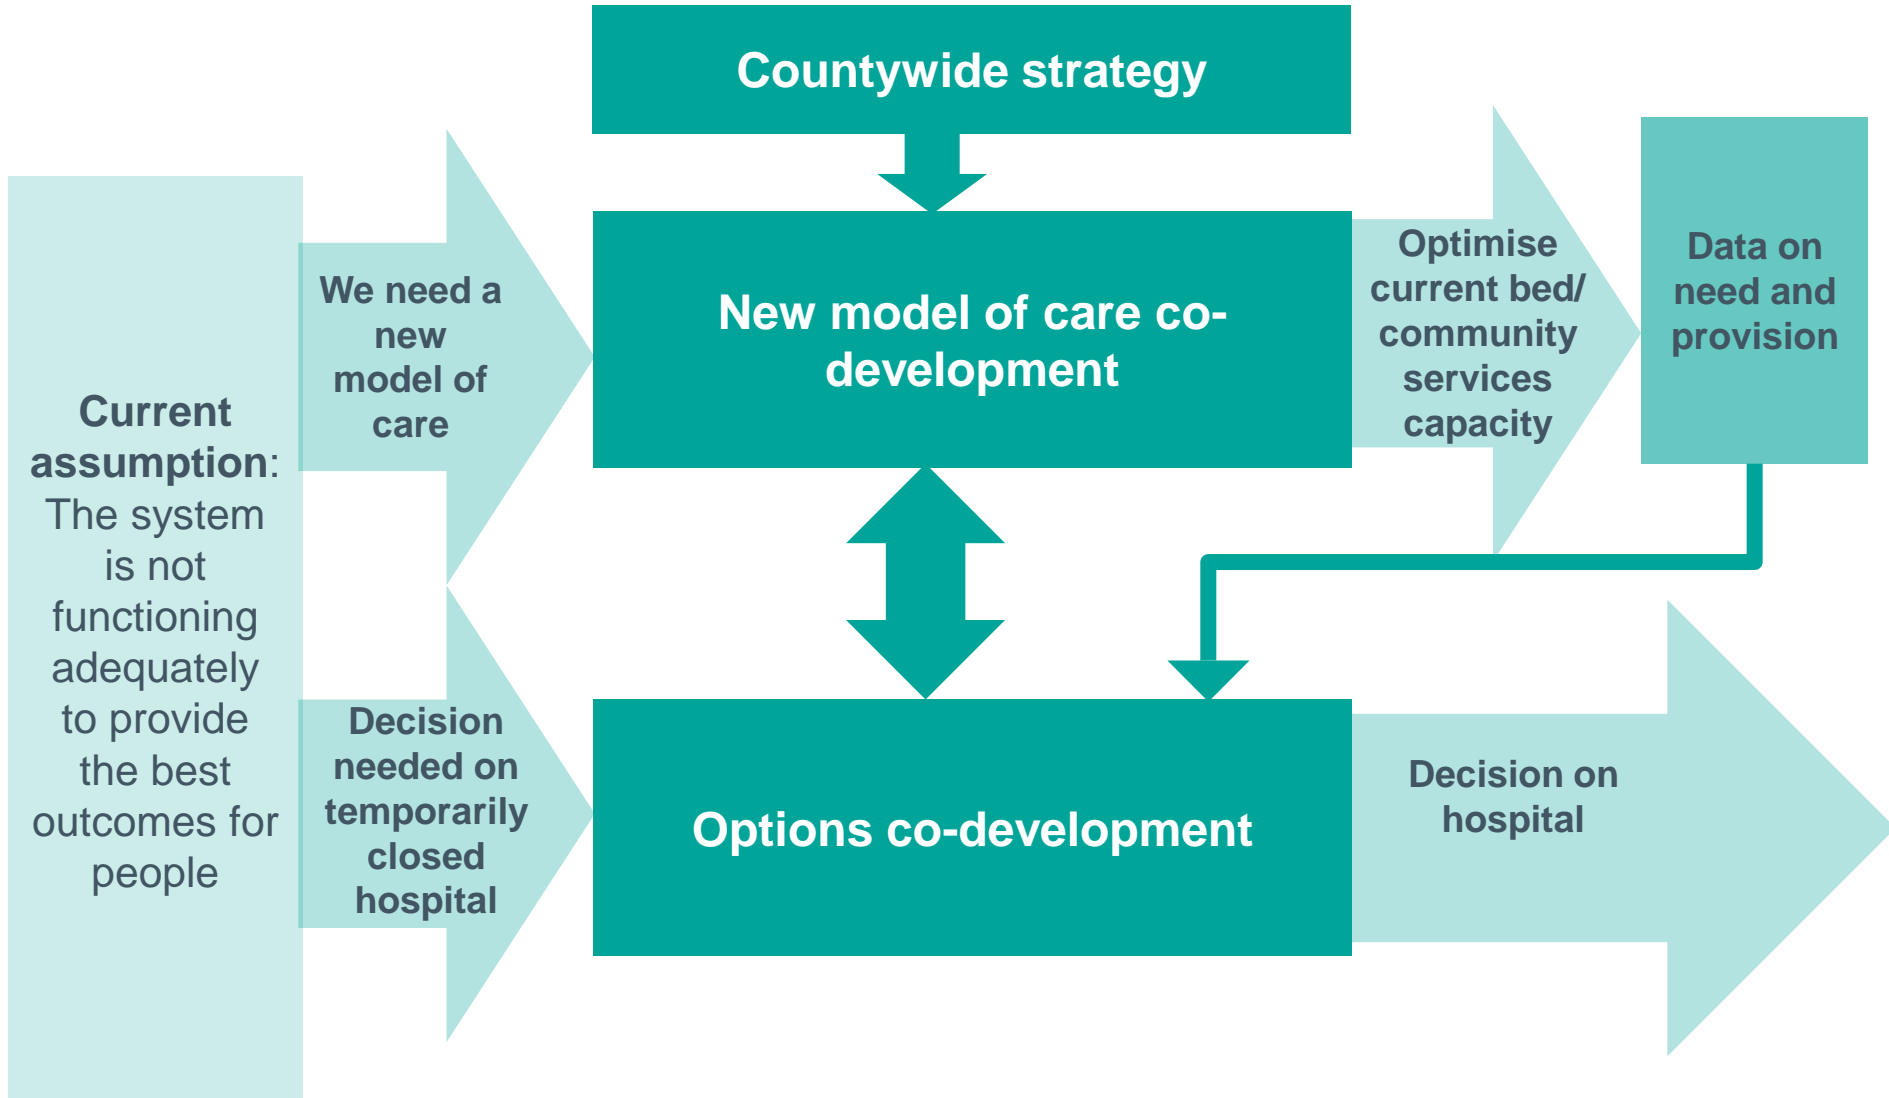 Countywide strategy
Current
assumption:
The system
is not
functioning
adequately
to provide
the best
outcomes for
people
We need a
new
model of
care
New model of care co-
development
Optimise
current bed/
community
services
capacity
Data on
need and
provision
Decision
needed on
temporarily
closed
hospital
Options co-development
Decision on
hospital